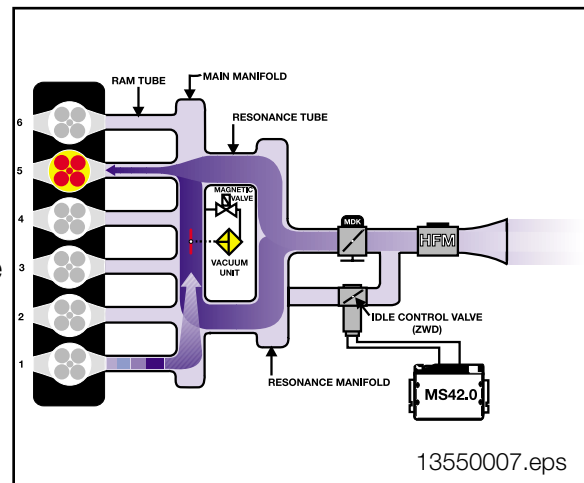 RAM TUBE
MAIN MANIFOLD
RESONANCE TUBE
6
5
4
3
2
1
MAGNETIC
VALVE
VACUUM
UNIT
MDK
HFM
IDLE CONTROL VALVE
(ZWD)
RESONANCE MANIFOLD
MS42.0
13550007.eps